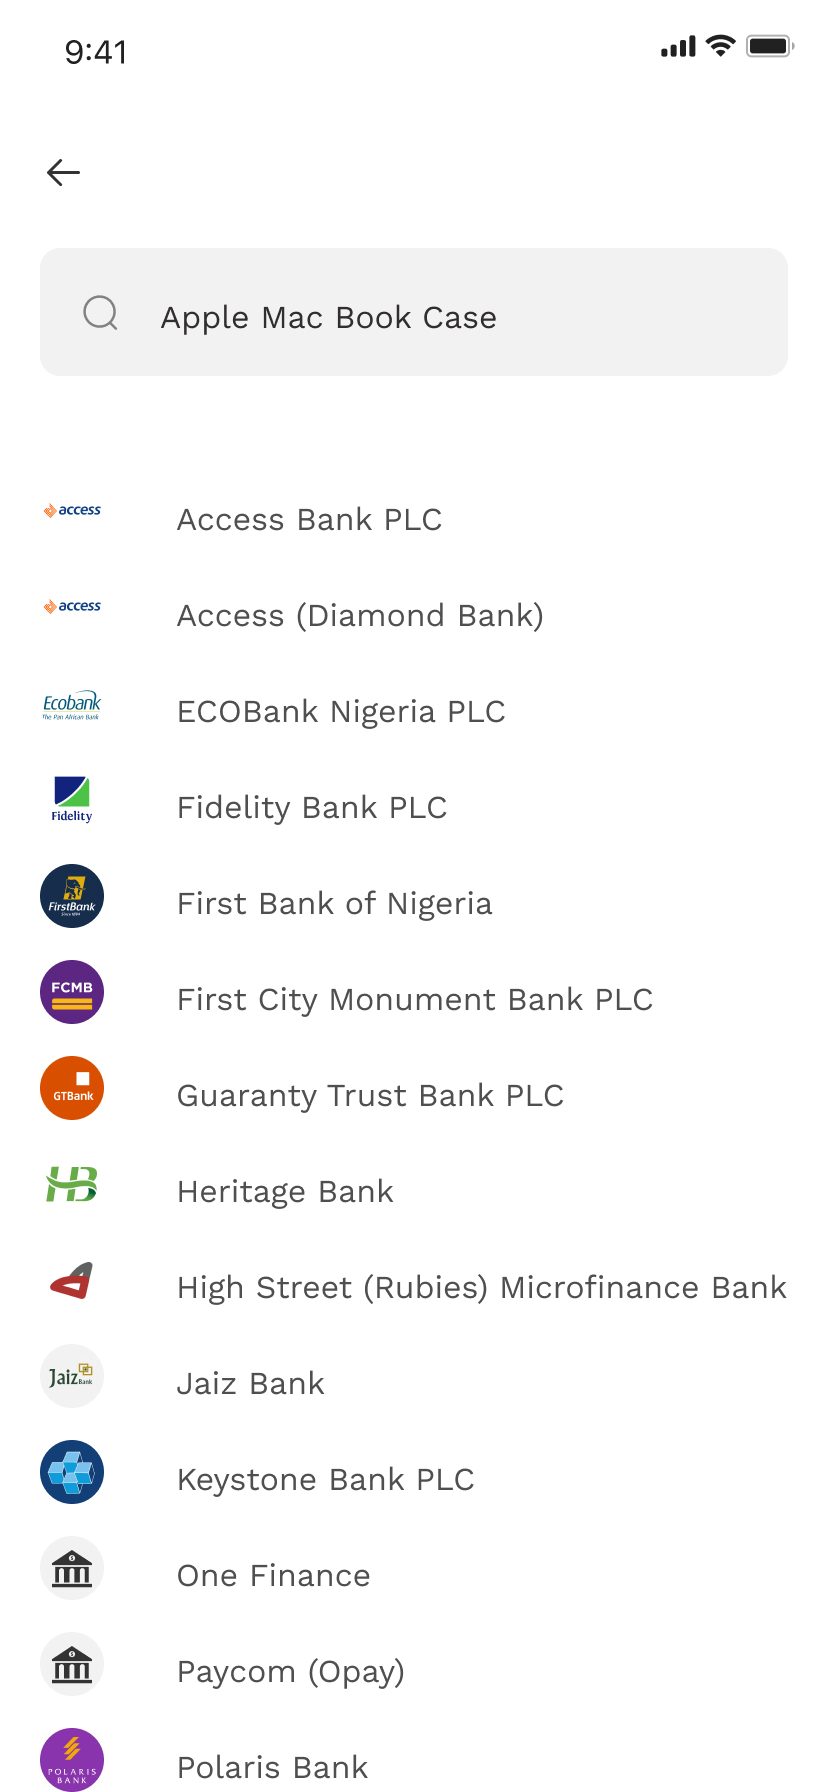 9:41
Apple Mac Book Case
access
Access Bank PLC
access
Access (Diamond Bank)
Ecobank
The Pan African Bank
ECOBank Nigeria PLC
Fidelity
Fidelity Bank PLC
FirstBank
Since 1894
First Bank of Nigeria
FCMB
First City Monument Bank PLC
GTBank
Guaranty Trust Bank PLC
HB
Heritage Bank
High Street (Rubies) Microfinance Bank
Jaiz Bank
Jaiz Bank
Keystone Bank PLC
One Finance
Paycom (Opay)
POLARIS
BANK
Polaris Bank